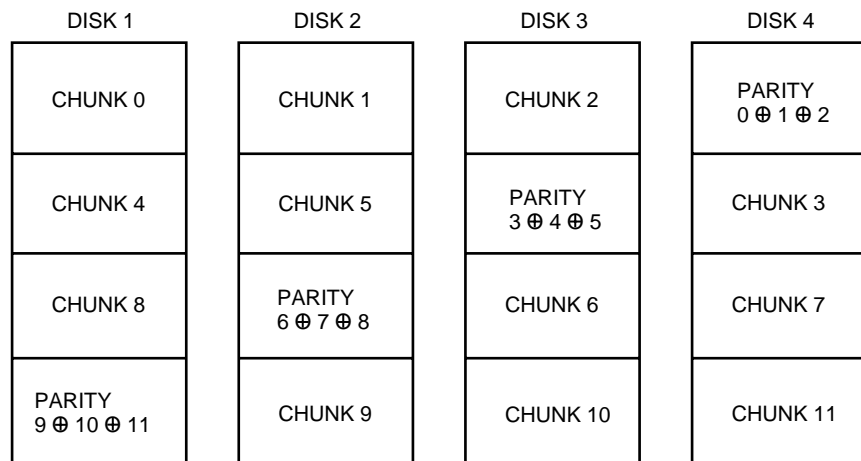 DISK 1 DISK 2 DISK 3 DISK 4
CHUNK 0 CHUNK 1 CHUNK 2 PARITY
0 ⊕ 1 ⊕ 2
CHUNK 4 CHUNK 5 PARITY
3 ⊕ 4 ⊕ 5
CHUNK 3
CHUNK 8 PARITY
6 ⊕ 7 ⊕ 8
CHUNK 6 CHUNK 7
PARITY
9 ⊕ 10 ⊕ 11
CHUNK 9 CHUNK 10 CHUNK 11